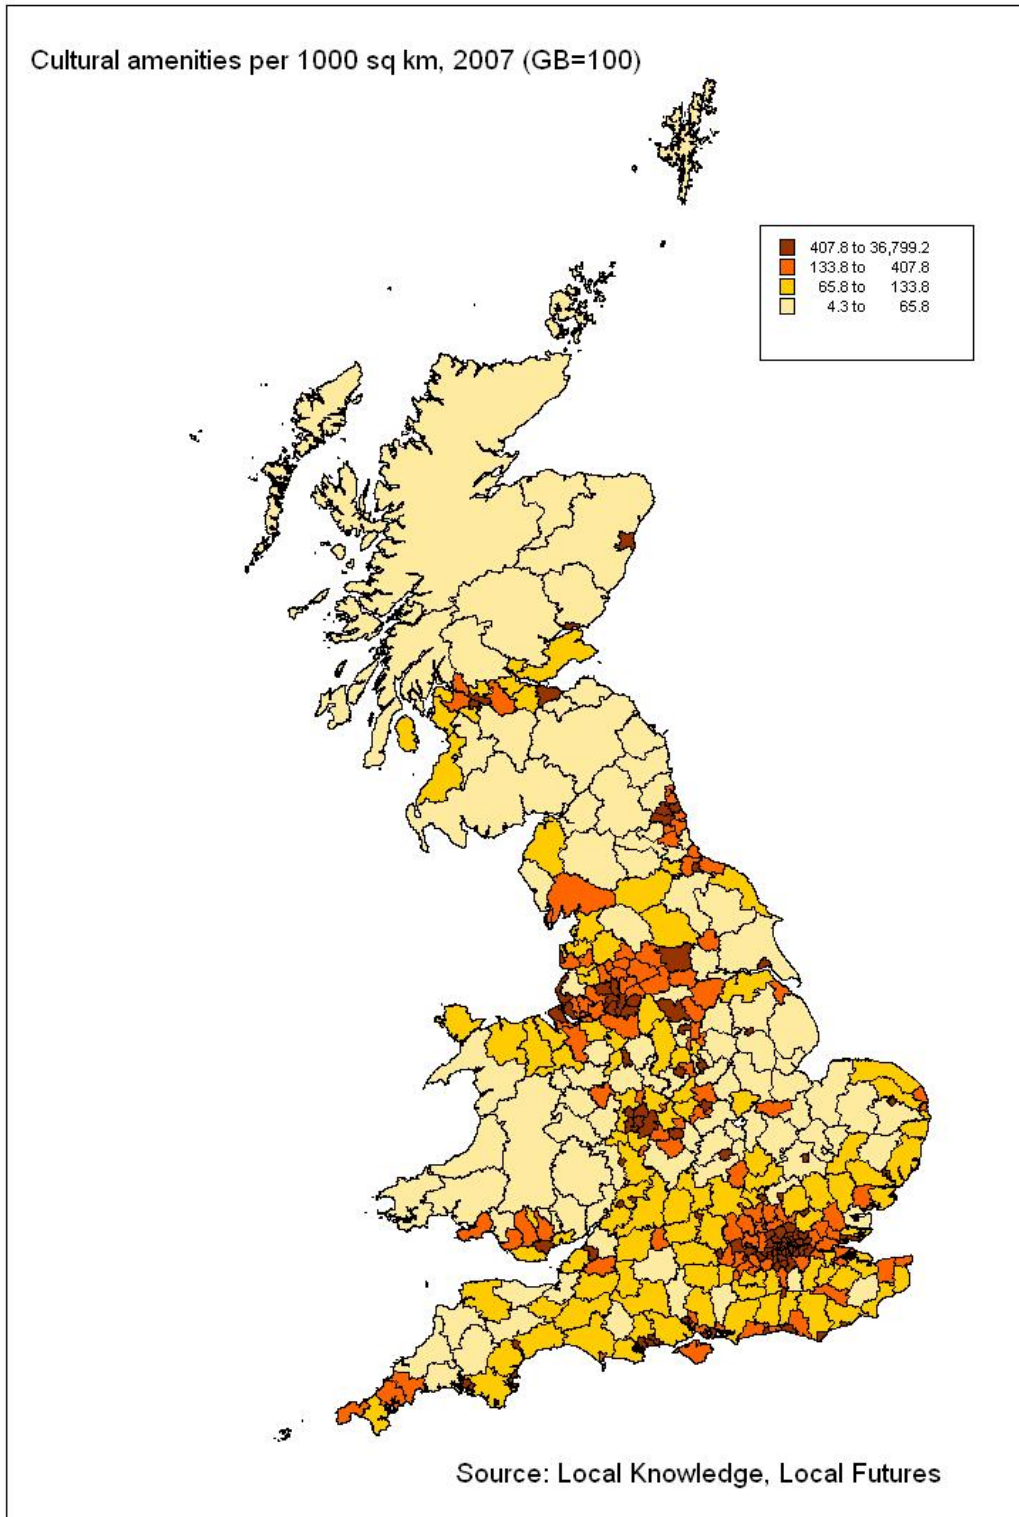 Cultural amenities per 1000 sq km, 2007 (GB=100)
407.8 to 36,799.2
133.8 to 407.8
65.8 to 133.8
4.3 to 65.8
Source: Local Knowledge, Local Futures